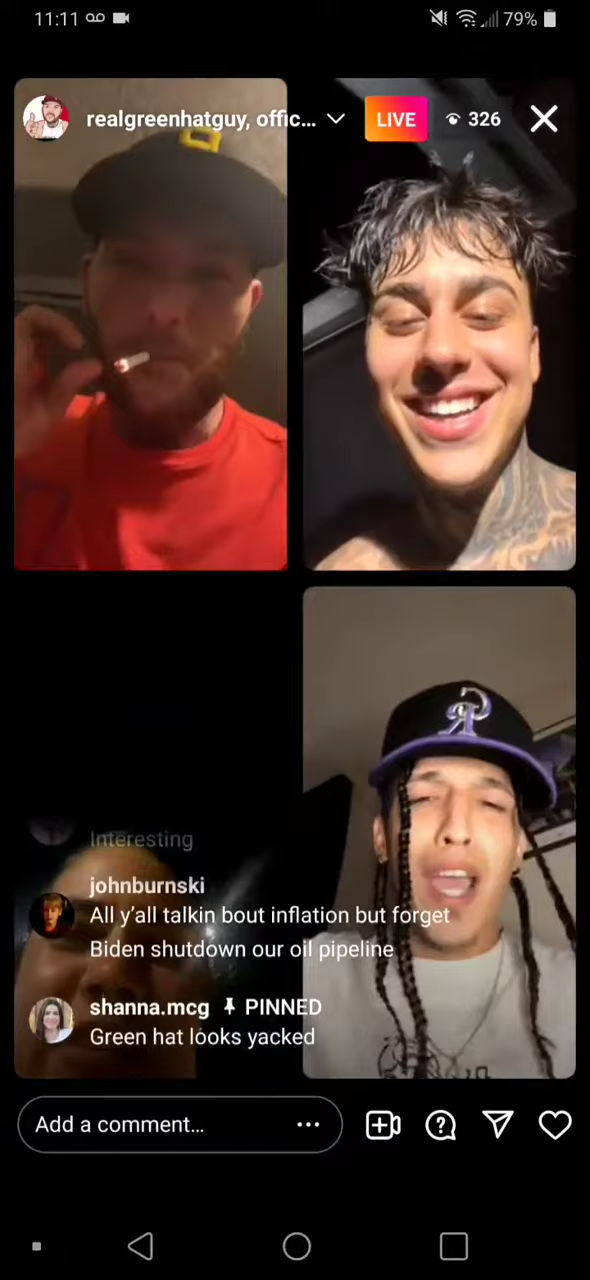 11:11
79%
realgreenhatguy, offic...
LIVE
326
Interesting
johnburnski
All y'all talkin bout inflation but forget
Biden shutdown our oil pipeline
shanna.mcg PINNED
Green hat looks yacked
Add a comment...